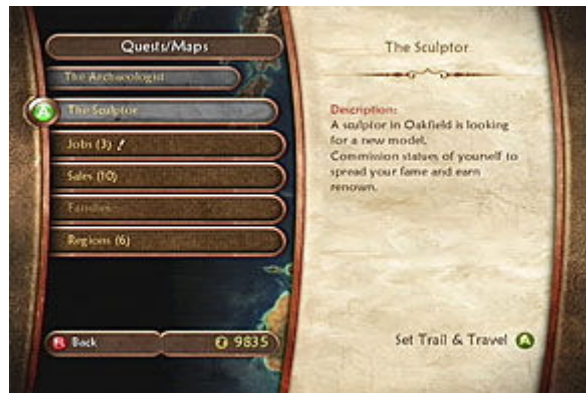 Quests/Maps
The Archaeologist
A
The Sculptor
Jobs (3) !
Sales (10)
Families
Regions (6)
B Back
9835
The Sculptor
Description:
A sculptor in Oakfield is looking
for a new model.
Commission statues of yourself to
spread your fame and earn
renown.
Set Trail & Travel A